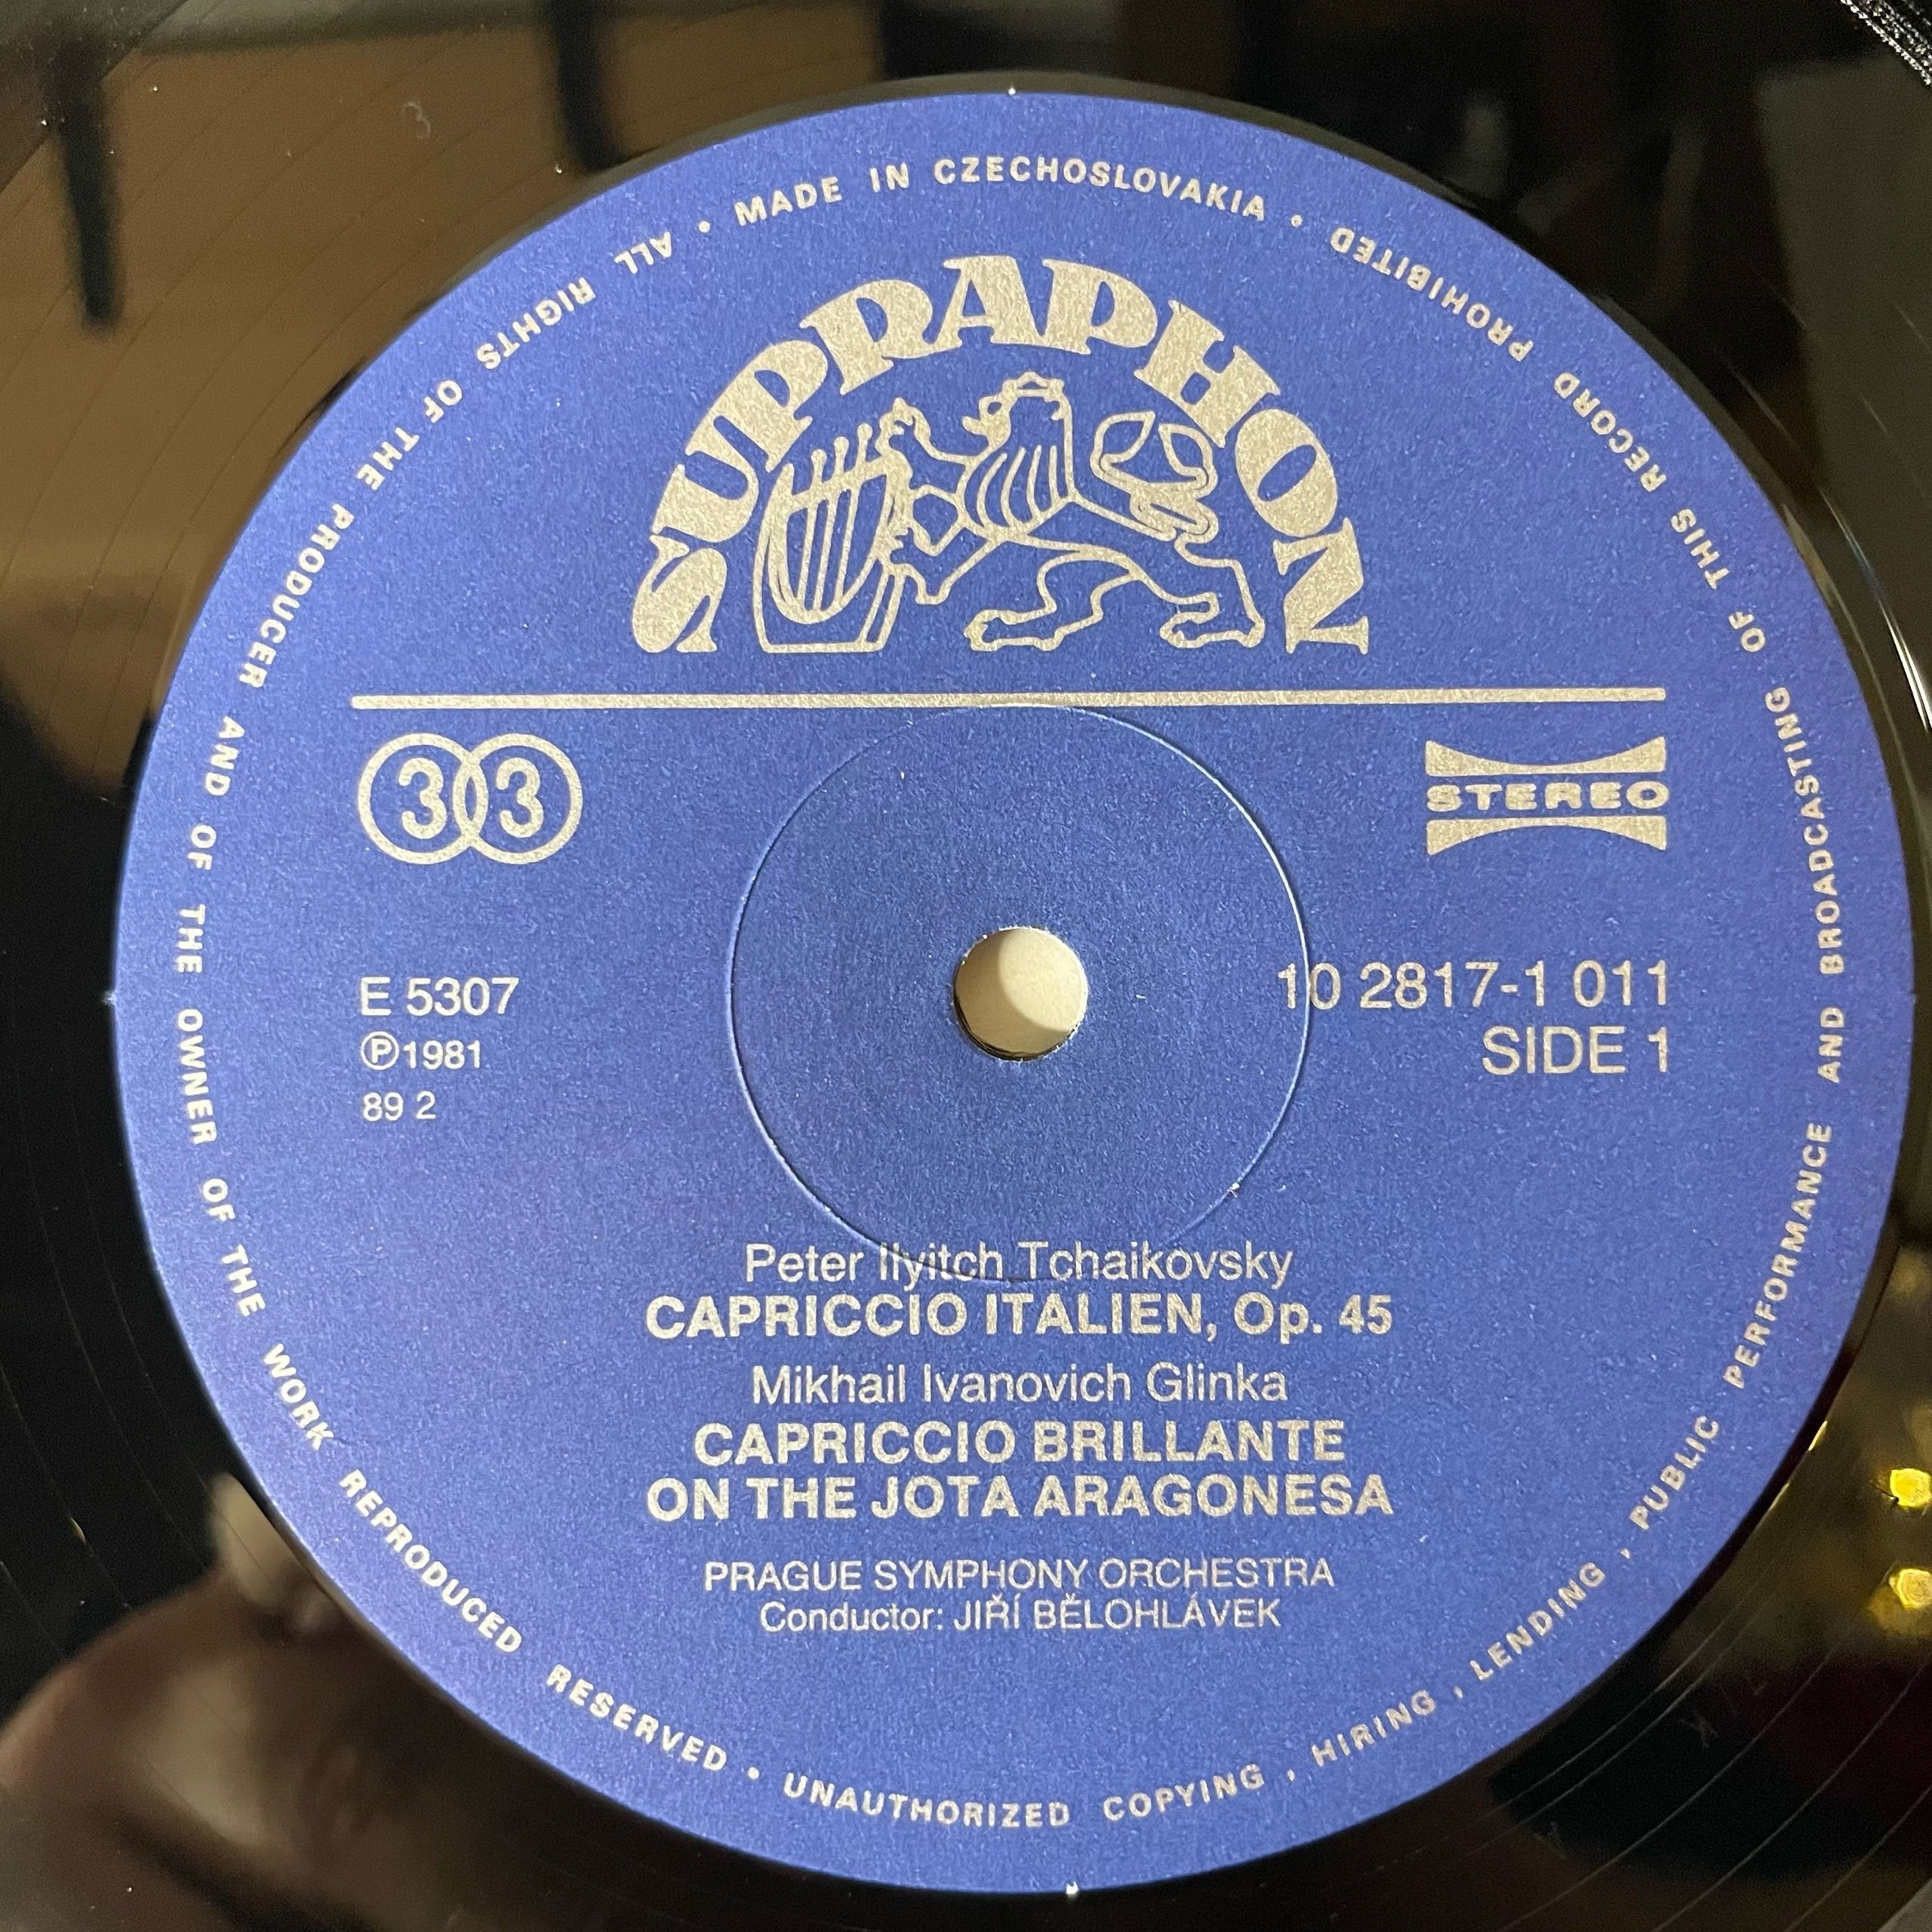 MADE IN CZECHOSLOVAKIA • PROHIBITED
SUPRAPHON
33
STEREO
E 5307
Ⓟ1981
89 2
10 2817-1 011
SIDE 1
Peter Ilyitch Tchaikovsky
CAPRICCIO ITALIEN, Op. 45
Mikhail Ivanovich Glinka
CAPRICCIO BRILLANTE
ON THE JOTA ARAGONESA
PRAGUE SYMPHONY ORCHESTRA
Conductor: JIŘÍ BĚLOHLÁVEK
• ALL RIGHTS OF THE PRODUCER AND OF THE OWNER OF THE WORK REPRODUCED RESERVED • UNAUTHORIZED COPYING , HIRING , LENDING , PUBLIC PERFORMANCE AND BROADCASTING OF THIS RECORD